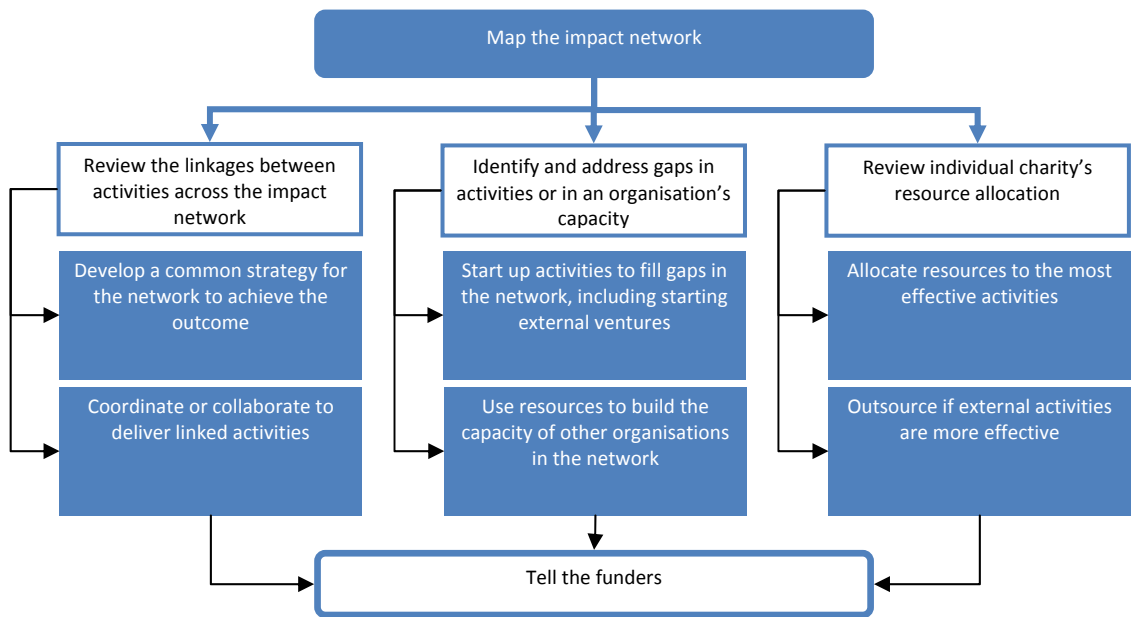 Map the impact network
Review the linkages between
activities across the impact
network
Identify and address gaps in
activities or in an organisation’s
capacity
Review individual charity’s
resource allocation
Develop a common strategy for
the network to achieve the
outcome
Start up activities to fill gaps in
the network, including starting
external ventures
Allocate resources to the most
effective activities
Coordinate or collaborate to
deliver linked activities
Use resources to build the
capacity of other organisations
in the network
Outsource if external activities
are more effective
Tell the funders